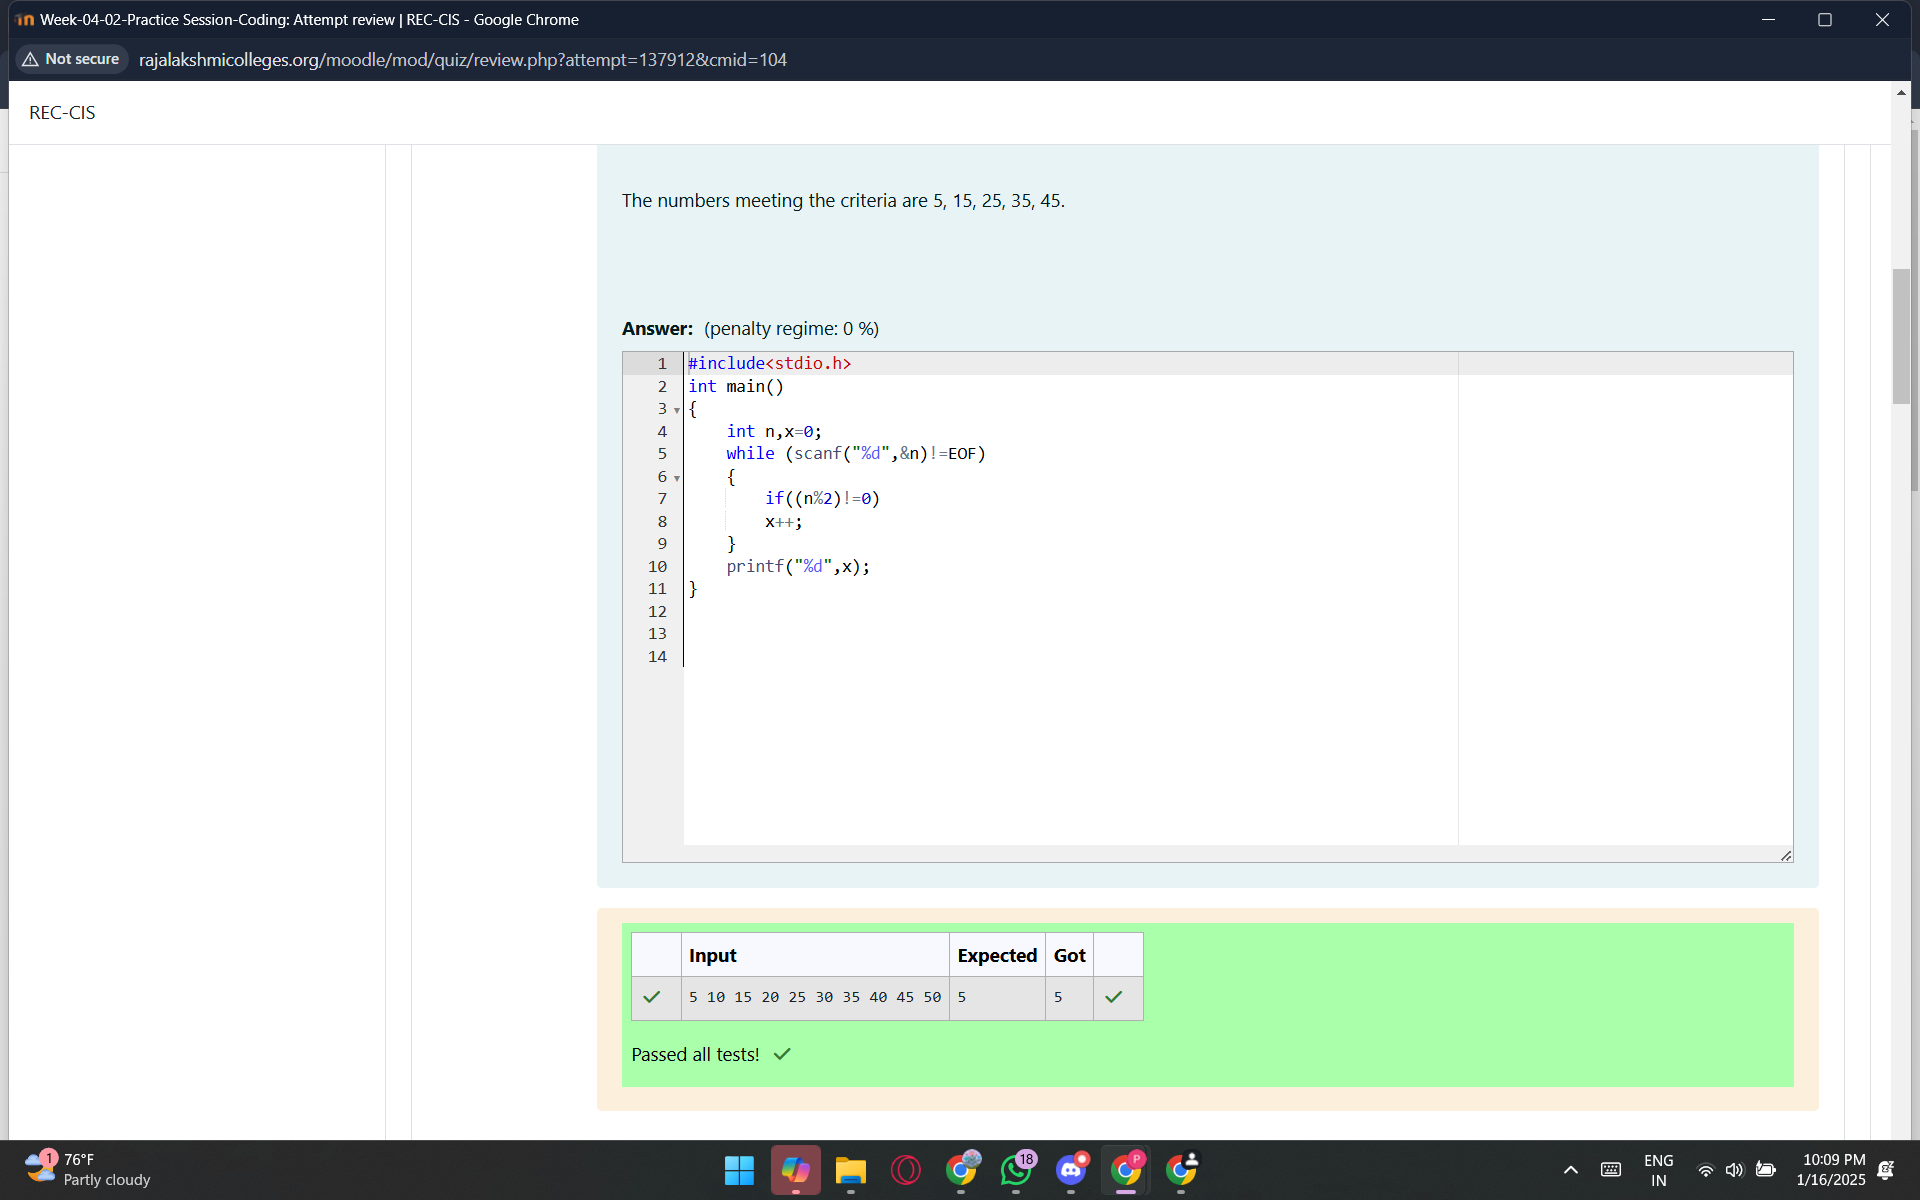 Week-04-02-Practice Session-Coding: Attempt review | REC-CIS - Google Chrome
Not secure rajalakshmicolleges.org/moodle/mod/quiz/review.php?attempt=137912&cmid=104
REC-CIS
The numbers meeting the criteria are 5, 15, 25, 35, 45.
Answer: (penalty regime: 0 %)
1 #include<stdio.h>
2 int main()
3 {
4     int n,x=0;
5     while (scanf("%d",&n)!=EOF)
6     {
7         if((n%2)!=0)
8         x++;
9     }
10     printf("%d",x);
11 }
12
13
14
Input Expected Got
5 10 15 20 25 30 35 40 45 50 5 5
Passed all tests!
1 76°F
Partly cloudy
18
P
ENG
IN
10:09 PM
1/16/2025